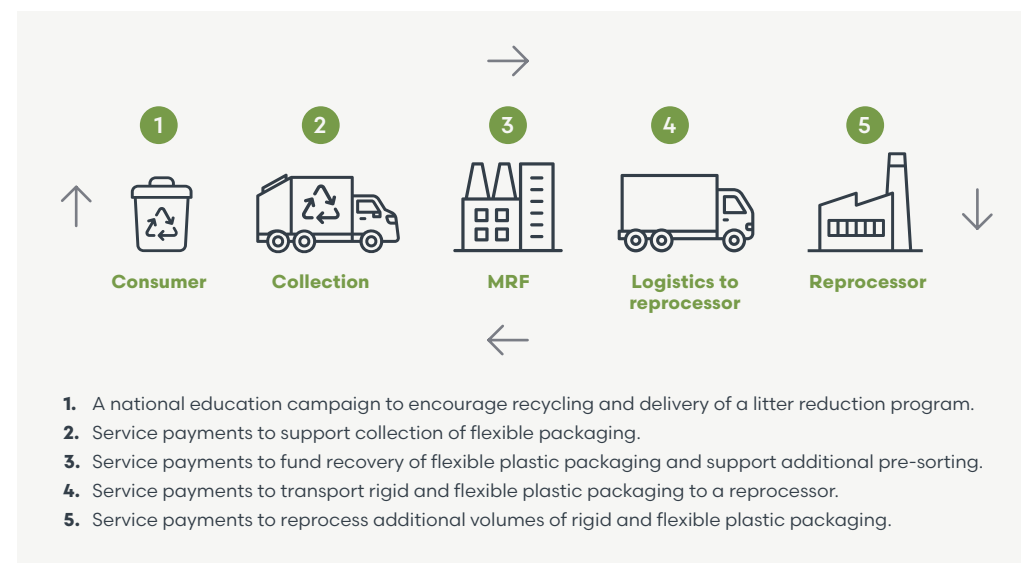 1
2
3
4
5
Consumer
Collection
MRF
Logistics to
reprocessor
Reprocessor
1. A national education campaign to encourage recycling and delivery of a litter reduction program.
2. Service payments to support collection of flexible packaging.
3. Service payments to fund recovery of flexible plastic packaging and support additional pre-sorting.
4. Service payments to transport rigid and flexible plastic packaging to a reprocessor.
5. Service payments to reprocess additional volumes of rigid and flexible plastic packaging.